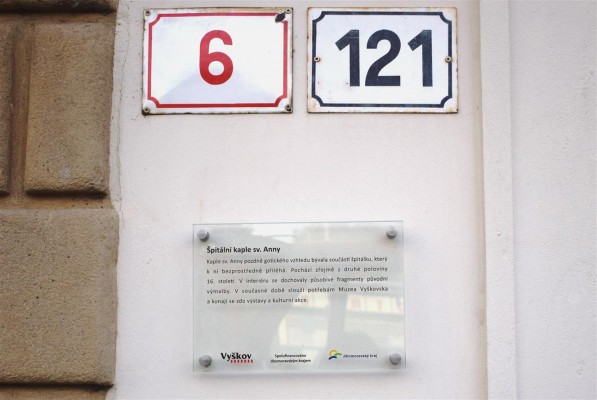 6
121
Špitální kaple sv. Anny
Kaple sv. Anny pozdně gotického vzhledu bývala součástí špitálku, který
k ní bezprostředně přiléhá. Pochází zřejmě z druhé poloviny
16. století. V interiéru se dochovaly působivé fragmenty původní
výmalby. V současné době slouží potřebám Muzea Vyškovska
a konají se zde výstavy a kulturní akce.
Vyškov
Spolufinancováno
Jihomoravským krajem
Jihomoravský kraj